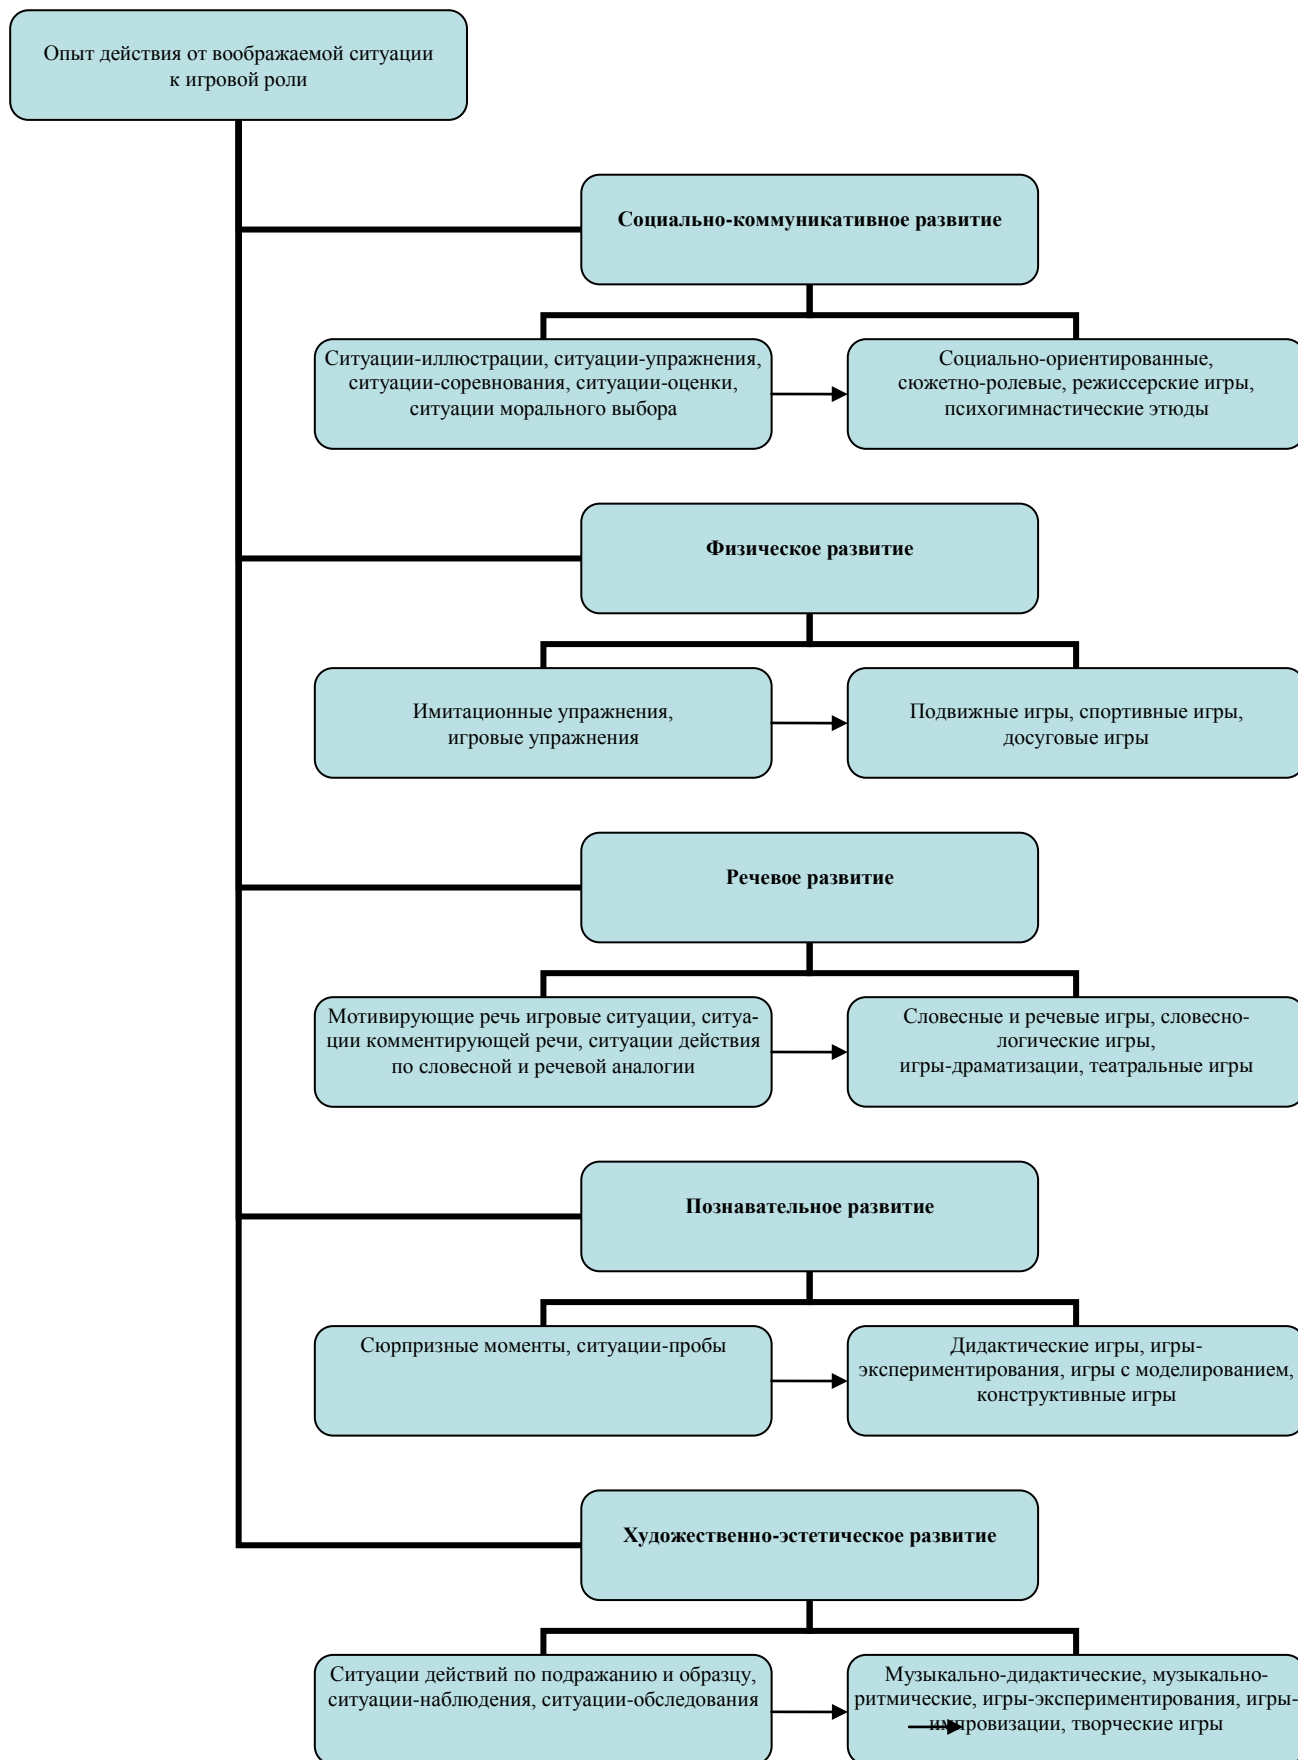 Опыт действия от воображаемой ситуации
к игровой роли
Социально-коммуникативное развитие
Ситуации-иллюстрации, ситуации-упражнения,
ситуации-соревнования, ситуации-оценки,
ситуации морального выбора
Социально-ориентированные,
сюжетно-ролевые, режиссерские игры,
психогимнастические этюды
Физическое развитие
Имитационные упражнения,
игровые упражнения
Подвижные игры, спортивные игры,
досуговые игры
Речевое развитие
Мотивирующие речь игровые ситуации, ситуа-
ции комментирующей речи, ситуации действия
по словесной и речевой аналогии
Словесные и речевые игры, словесно-
логические игры,
игры-драматизации, театральные игры
Познавательное развитие
Сюрпризные моменты, ситуации-пробы
Дидактические игры, игры-
экспериментирования, игры с моделированием,
конструктивные игры
Художественно-эстетическое развитие
Ситуации действий по подражанию и образцу,
ситуации-наблюдения, ситуации-обследования
Музыкально-дидактические, музыкально-
ритмические, игры-экспериментирования, игры-
импровизации, творческие игры